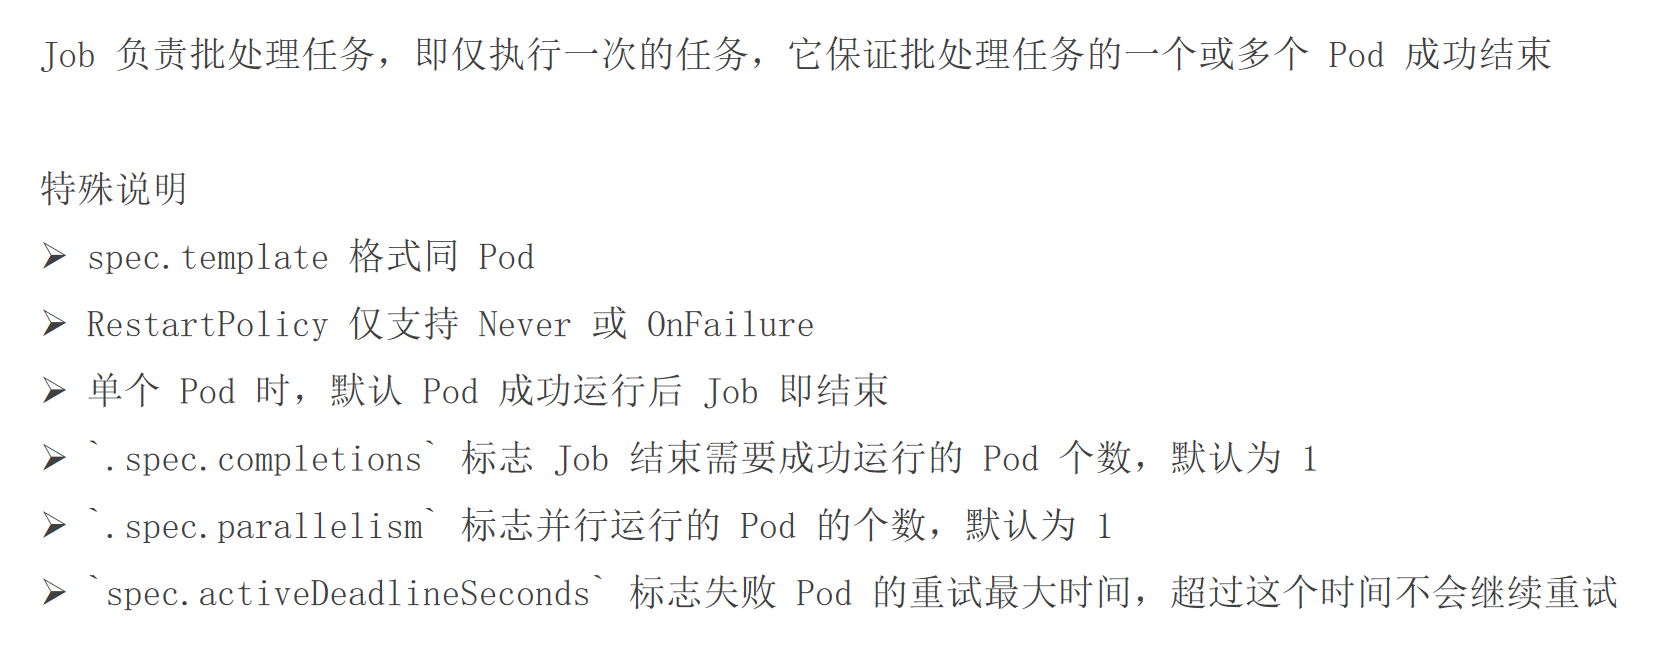 Job 负责批处理任务，即仅执行一次的任务，它保证批处理任务的一个或多个 Pod 成功结束
特殊说明
➢ spec.template 格式同 Pod
➢ RestartPolicy 仅支持 Never 或 OnFailure
➢ 单个 Pod 时，默认 Pod 成功运行后 Job 即结束
➢ `.spec.completions` 标志 Job 结束需要成功运行的 Pod 个数，默认为 1
➢ `.spec.parallelism` 标志并行运行的 Pod 的个数，默认为 1
➢ `spec.activeDeadlineSeconds` 标志失败 Pod 的重试最大时间，超过这个时间不会继续重试